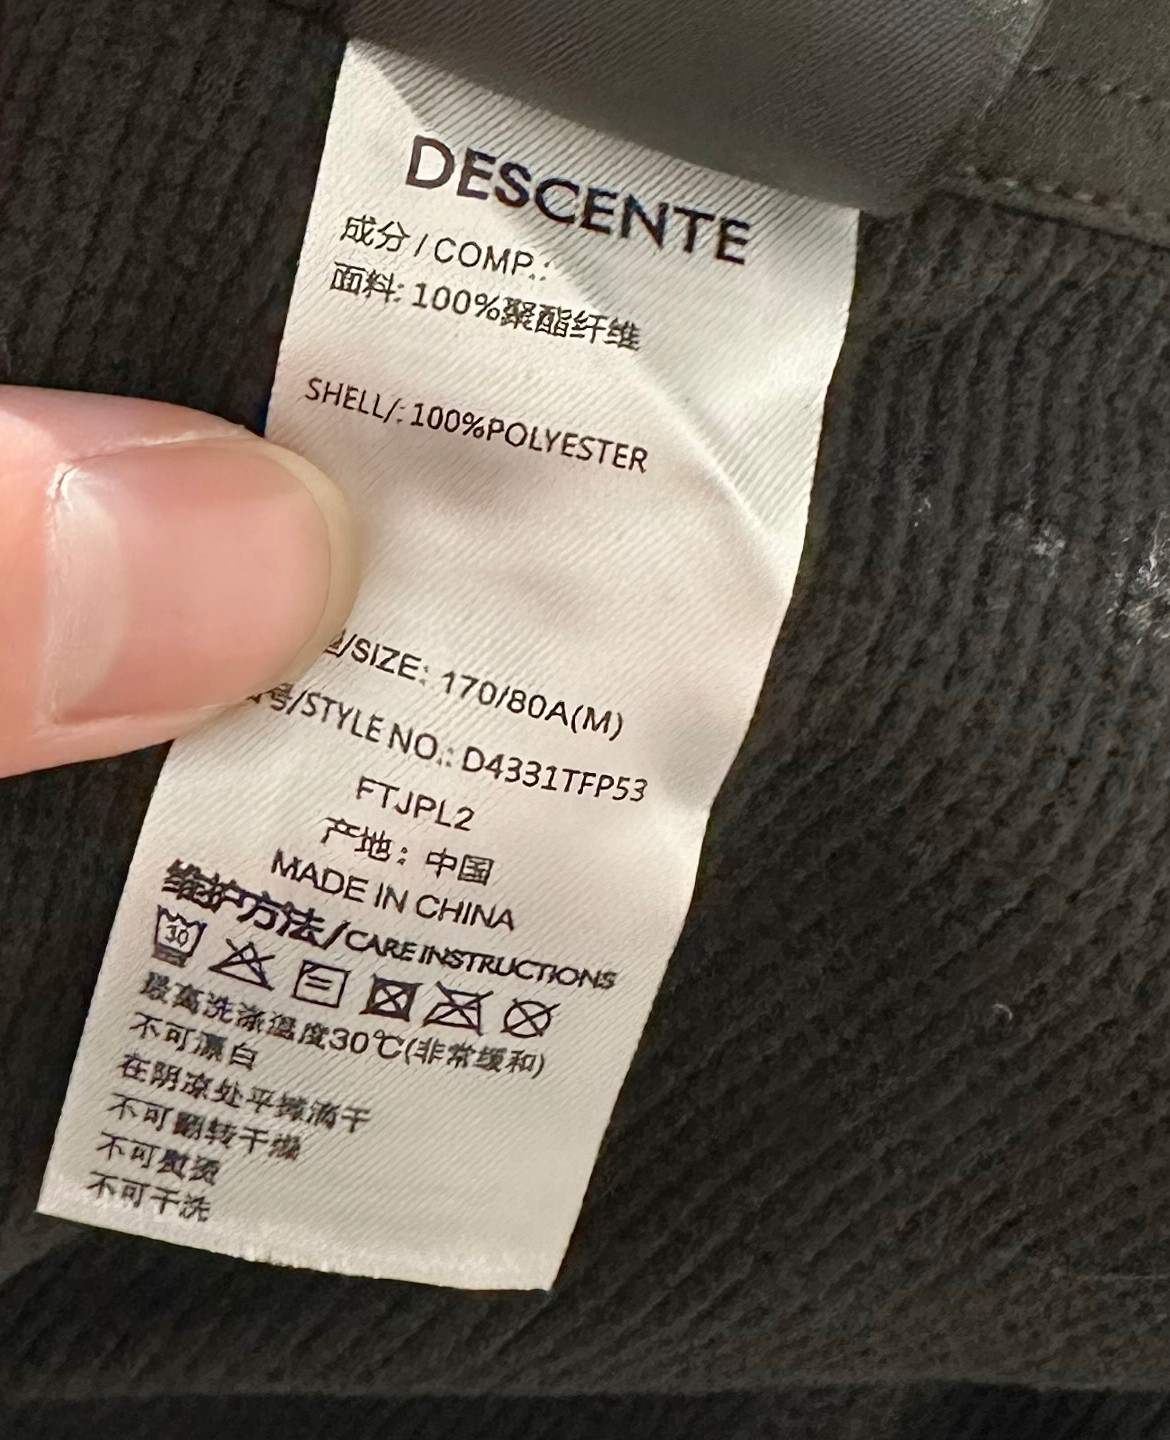 DESCENTE
成分/COMP.:
面料:100%聚酯纤维
SHELL/:100%POLYESTER
/SIZE: 170/80A(M)
号/STYLE NO.: D4331TFP53
FTJPL2
产地：中国
MADE IN CHINA
维护方法/CARE INSTRUCTIONS
30
最高洗涤温度30℃(非常缓和)
不可漂白
在阴凉处平摊滴干
不可翻转干燥
不可熨烫
不可干洗